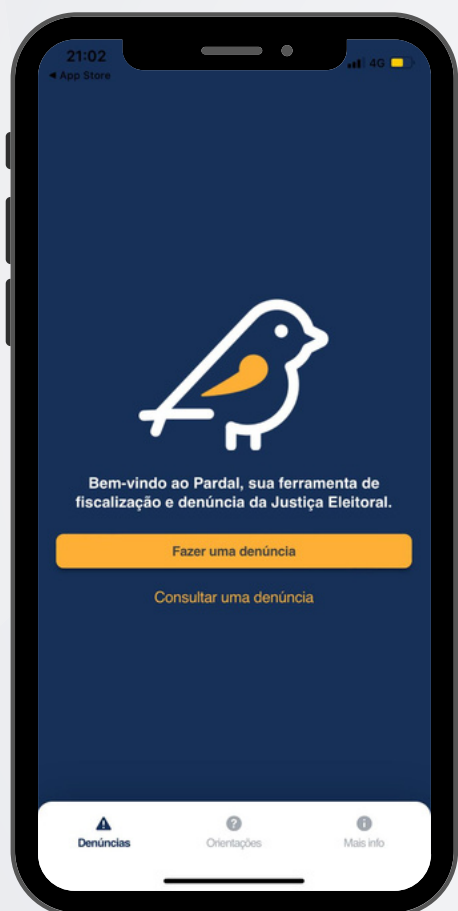 21:02
4G
◀ App Store
Bem-vindo ao Pardal, sua ferramenta de
fiscalização e denúncia da Justiça Eleitoral.
Fazer uma denúncia
Consultar uma denúncia
Denúncias
Orientações
Mais info